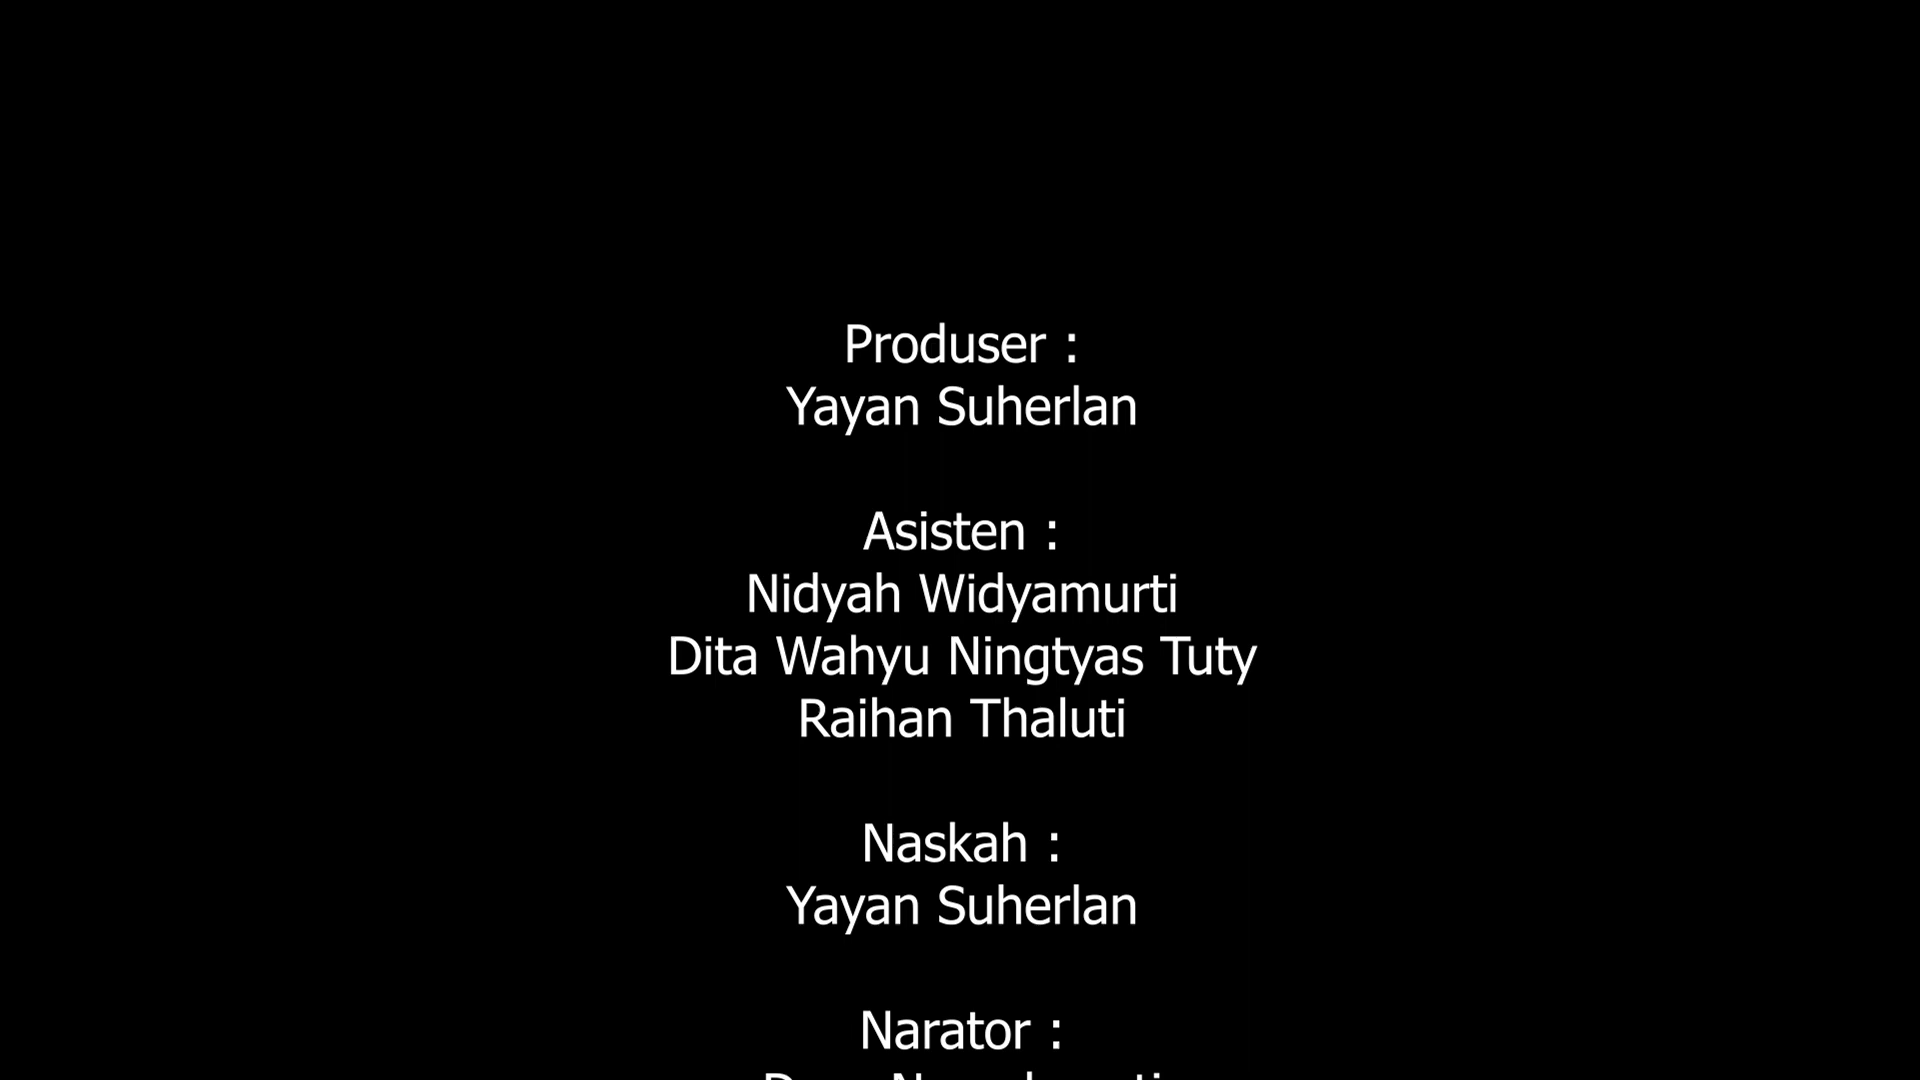 Produser :
Yayan Suherlan
Asisten :
Nidyah Widyamurti
Dita Wahyu Ningtyas Tuty
Raihan Thaluti
Naskah :
Yayan Suherlan
Narator :